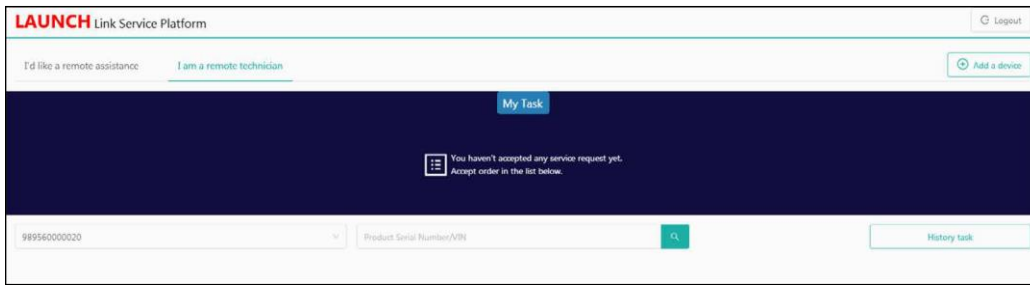 LAUNCH Link Service Platform
Logout
I'd like a remote assistance
I am a remote technician
Add a device
My Task
You haven't accepted any service request yet.
Accept order in the list below.
989560000020
Product Serial Number/VIN
History task